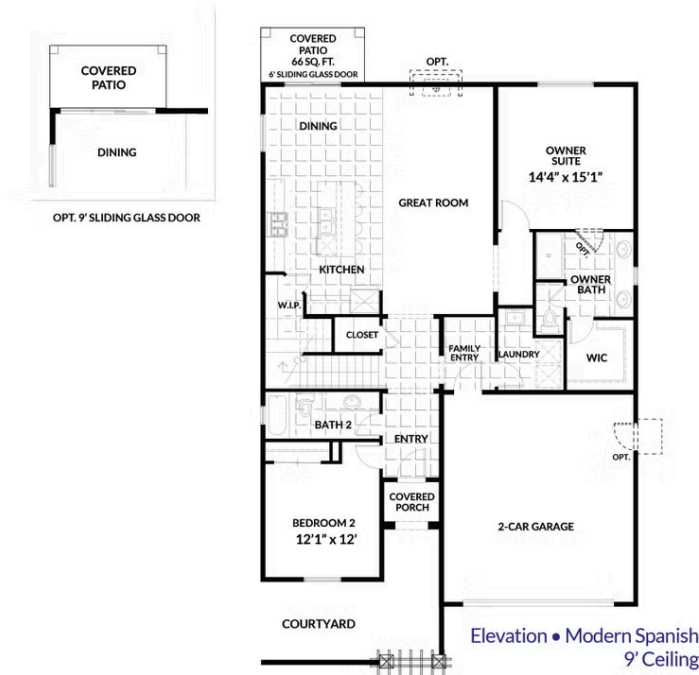 COVERED
PATIO
DINING
OPT. 9' SLIDING GLASS DOOR
COVERED
PATIO
66 SQ. FT.
6' SLIDING GLASS DOOR
OPT.
DINING
OWNER
SUITE
14'4" x 15'1"
GREAT ROOM
OPT.
KITCHEN
OWNER
BATH
W.I.P.
CLOSET
FAMILY
ENTRY
LAUNDRY
WIC
BATH 2
ENTRY
OPT.
COVERED
PORCH
BEDROOM 2
12'1" x 12'
2-CAR GARAGE
COURTYARD
Elevation • Modern Spanish
9' Ceiling